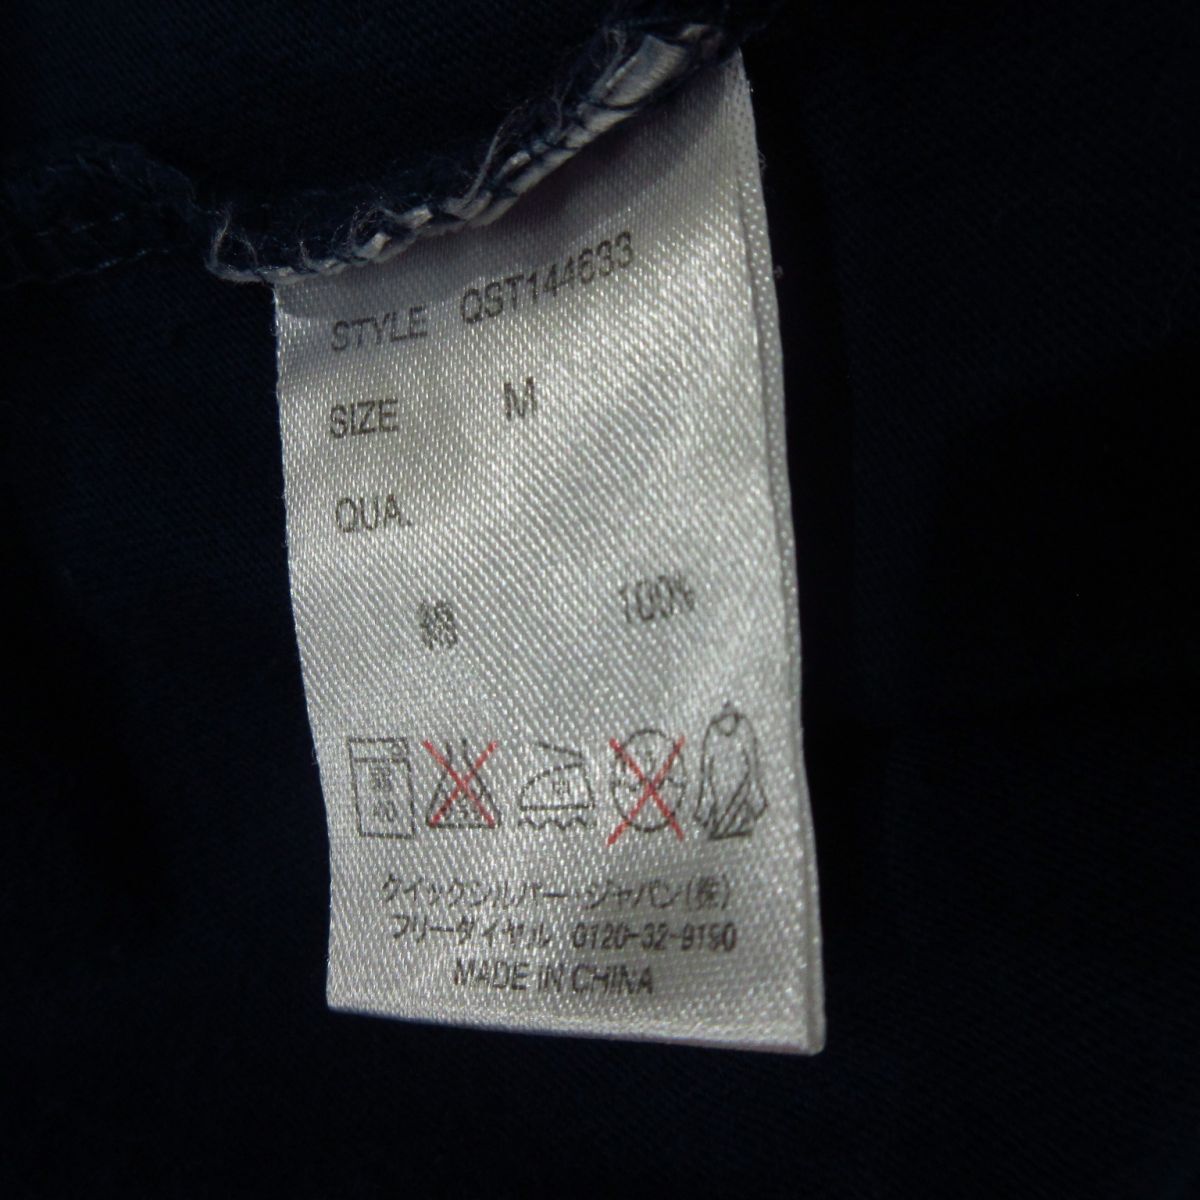 STYLE QST144633
SIZE M
QUA.
綿 100%
クイックシルバー・ジャパン(株)
フリーダイヤル 0120-32-9190
MADE IN CHINA